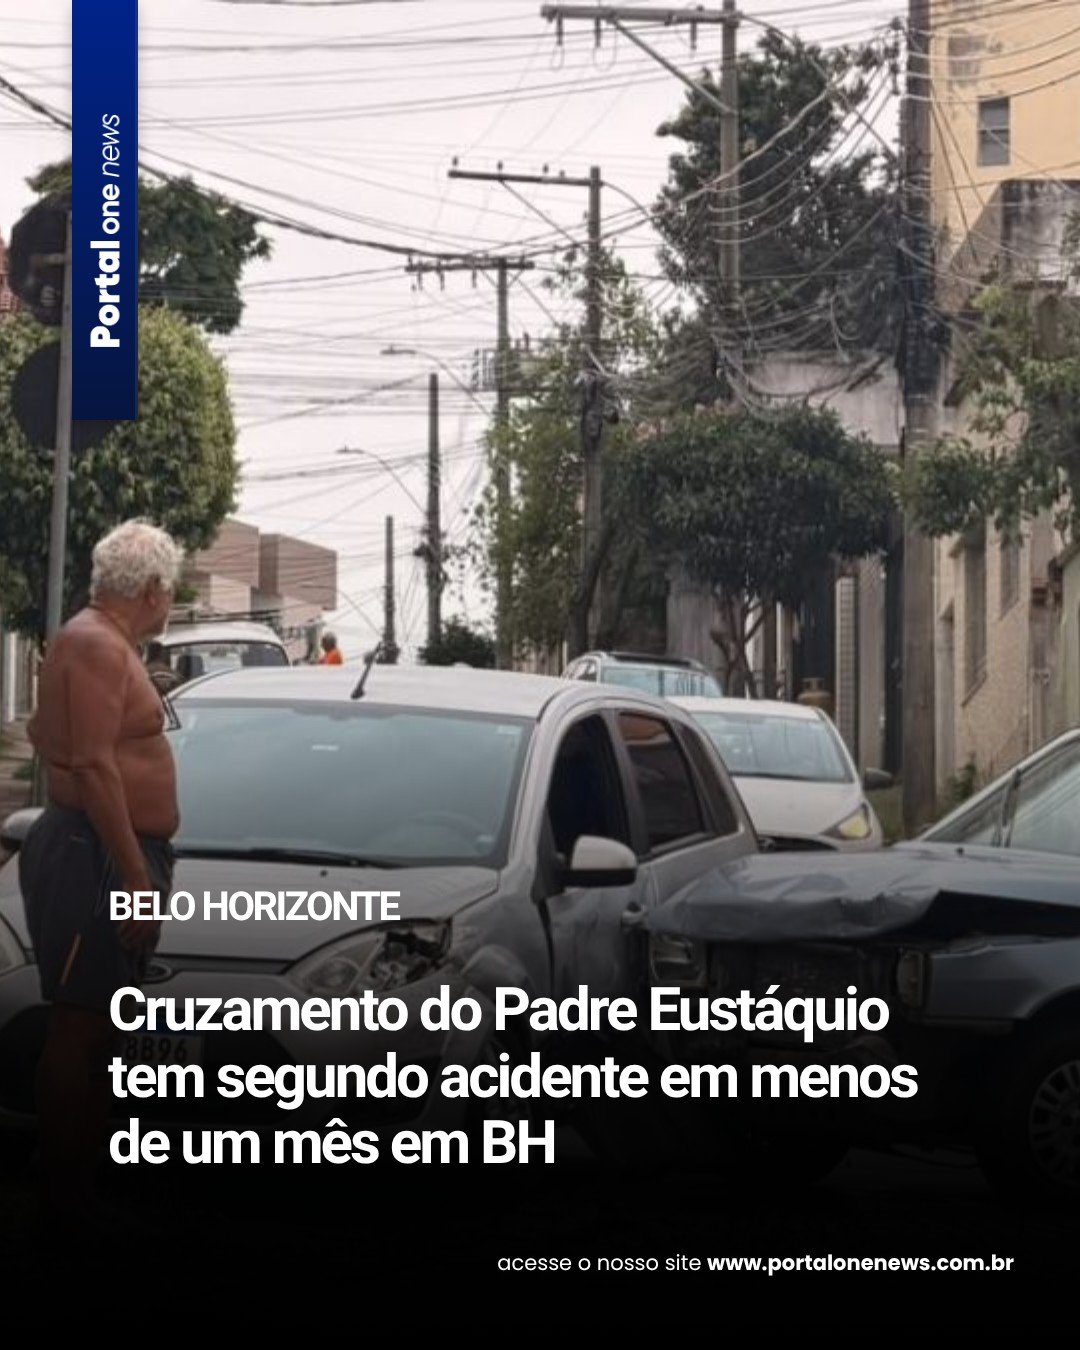 Portal one news
BELO HORIZONTE
Cruzamento do Padre Eustáquio
tem segundo acidente em menos
de um mês em BH
acesse o nosso site www.portalonenews.com.br